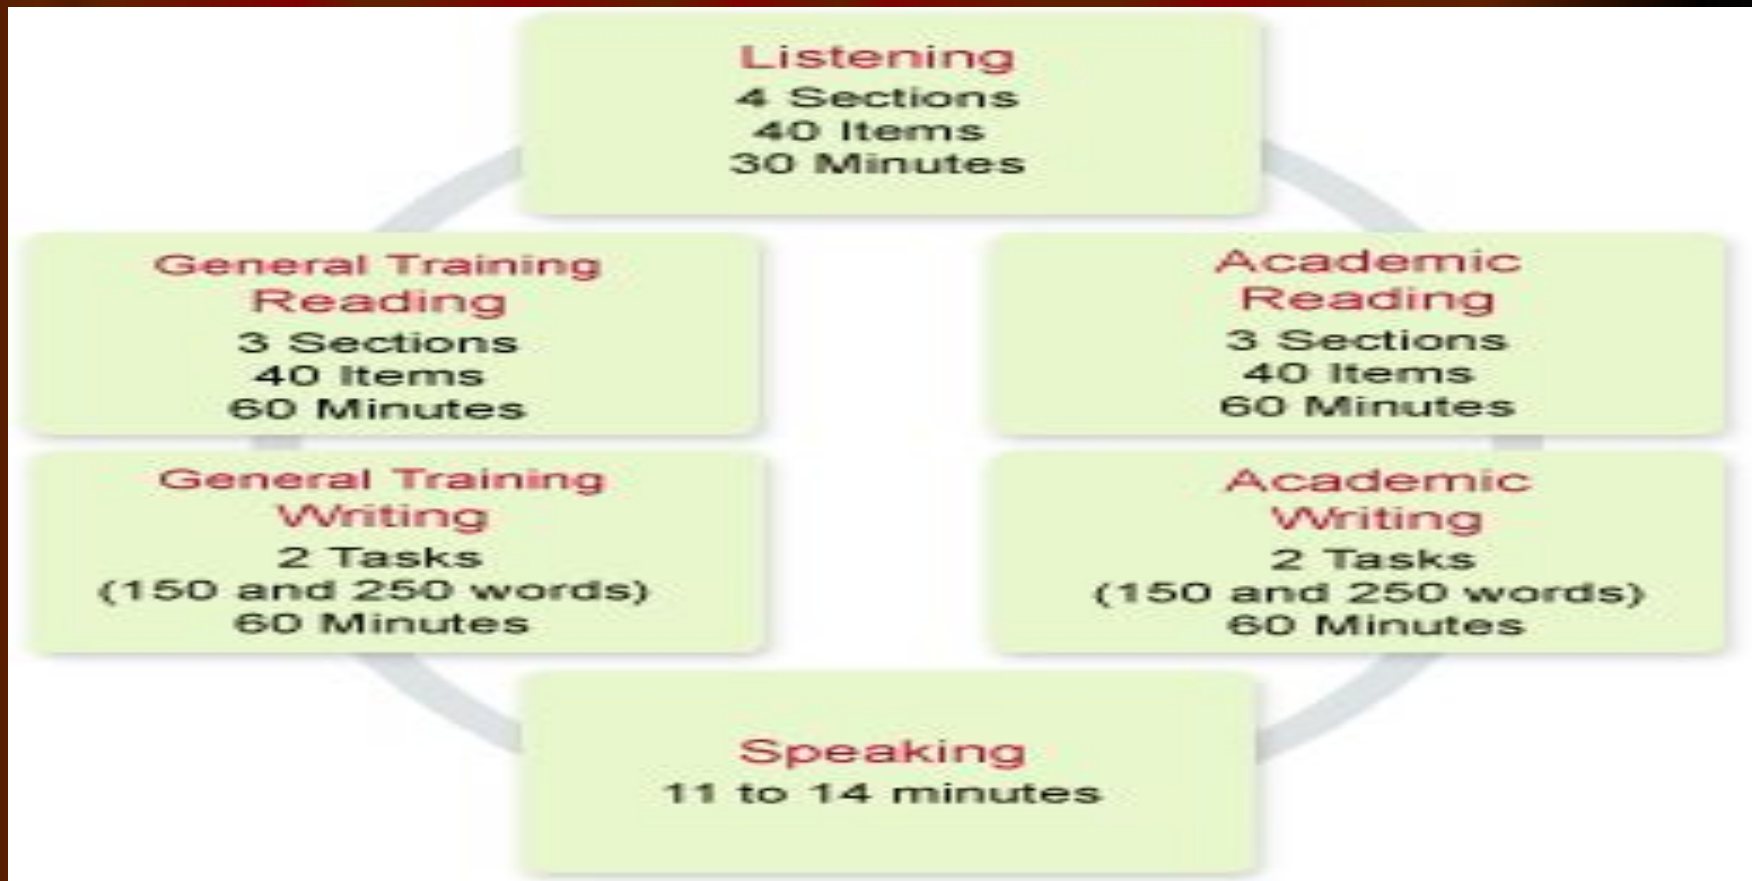 Listening
4 Sections
40 Items
30 Minutes
General Training
Reading
3 Sections
40 Items
60 Minutes
Academic
Reading
3 Sections
40 Items
60 Minutes
General Training
Writing
2 Tasks
(150 and 250 words)
60 Minutes
Academic
Writing
2 Tasks
(150 and 250 words)
60 Minutes
Speaking
11 to 14 minutes